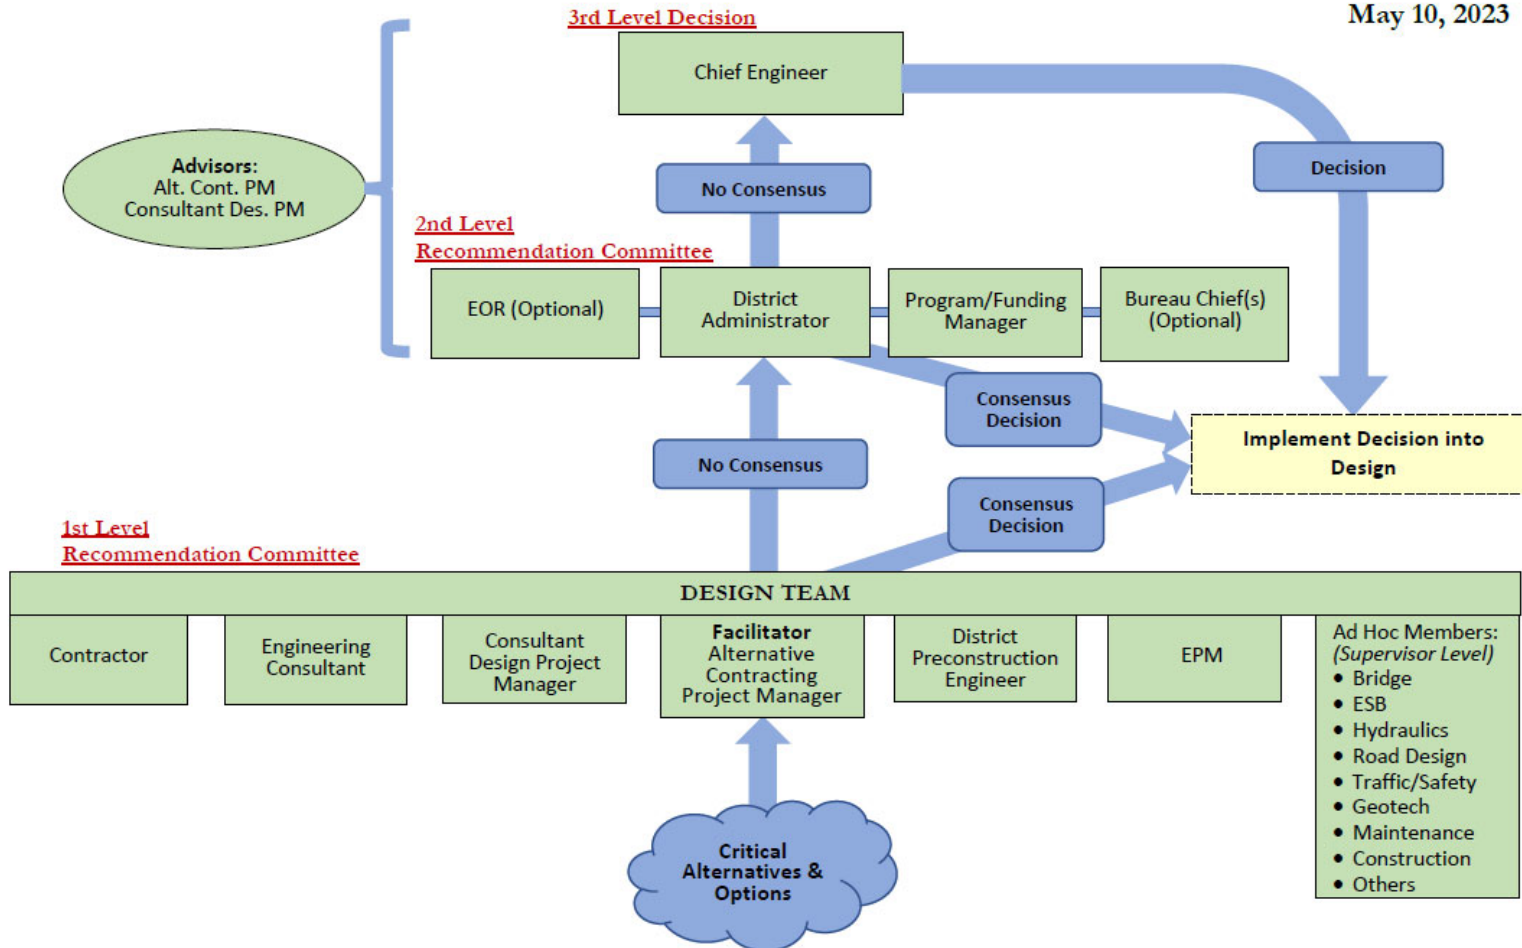 May 10, 2023
3rd Level Decision
Chief Engineer
Advisors:
Alt. Cont. PM
Consultant Des. PM
No Consensus
Decision
2nd Level
Recommendation Committee
EOR (Optional)
District
Administrator
Program/Funding
Manager
Bureau Chief(s)
(Optional)
Consensus
Decision
Implement Decision into
Design
No Consensus
Consensus
Decision
1st Level
Recommendation Committee
DESIGN TEAM
Contractor
Engineering
Consultant
Consultant
Design Project
Manager
Facilitator
Alternative
Contracting
Project Manager
District
Preconstruction
Engineer
EPM
Ad Hoc Members:
(Supervisor Level)
• Bridge
• ESB
• Hydraulics
• Road Design
• Traffic/Safety
• Geotech
• Maintenance
• Construction
• Others
Critical
Alternatives &
Options